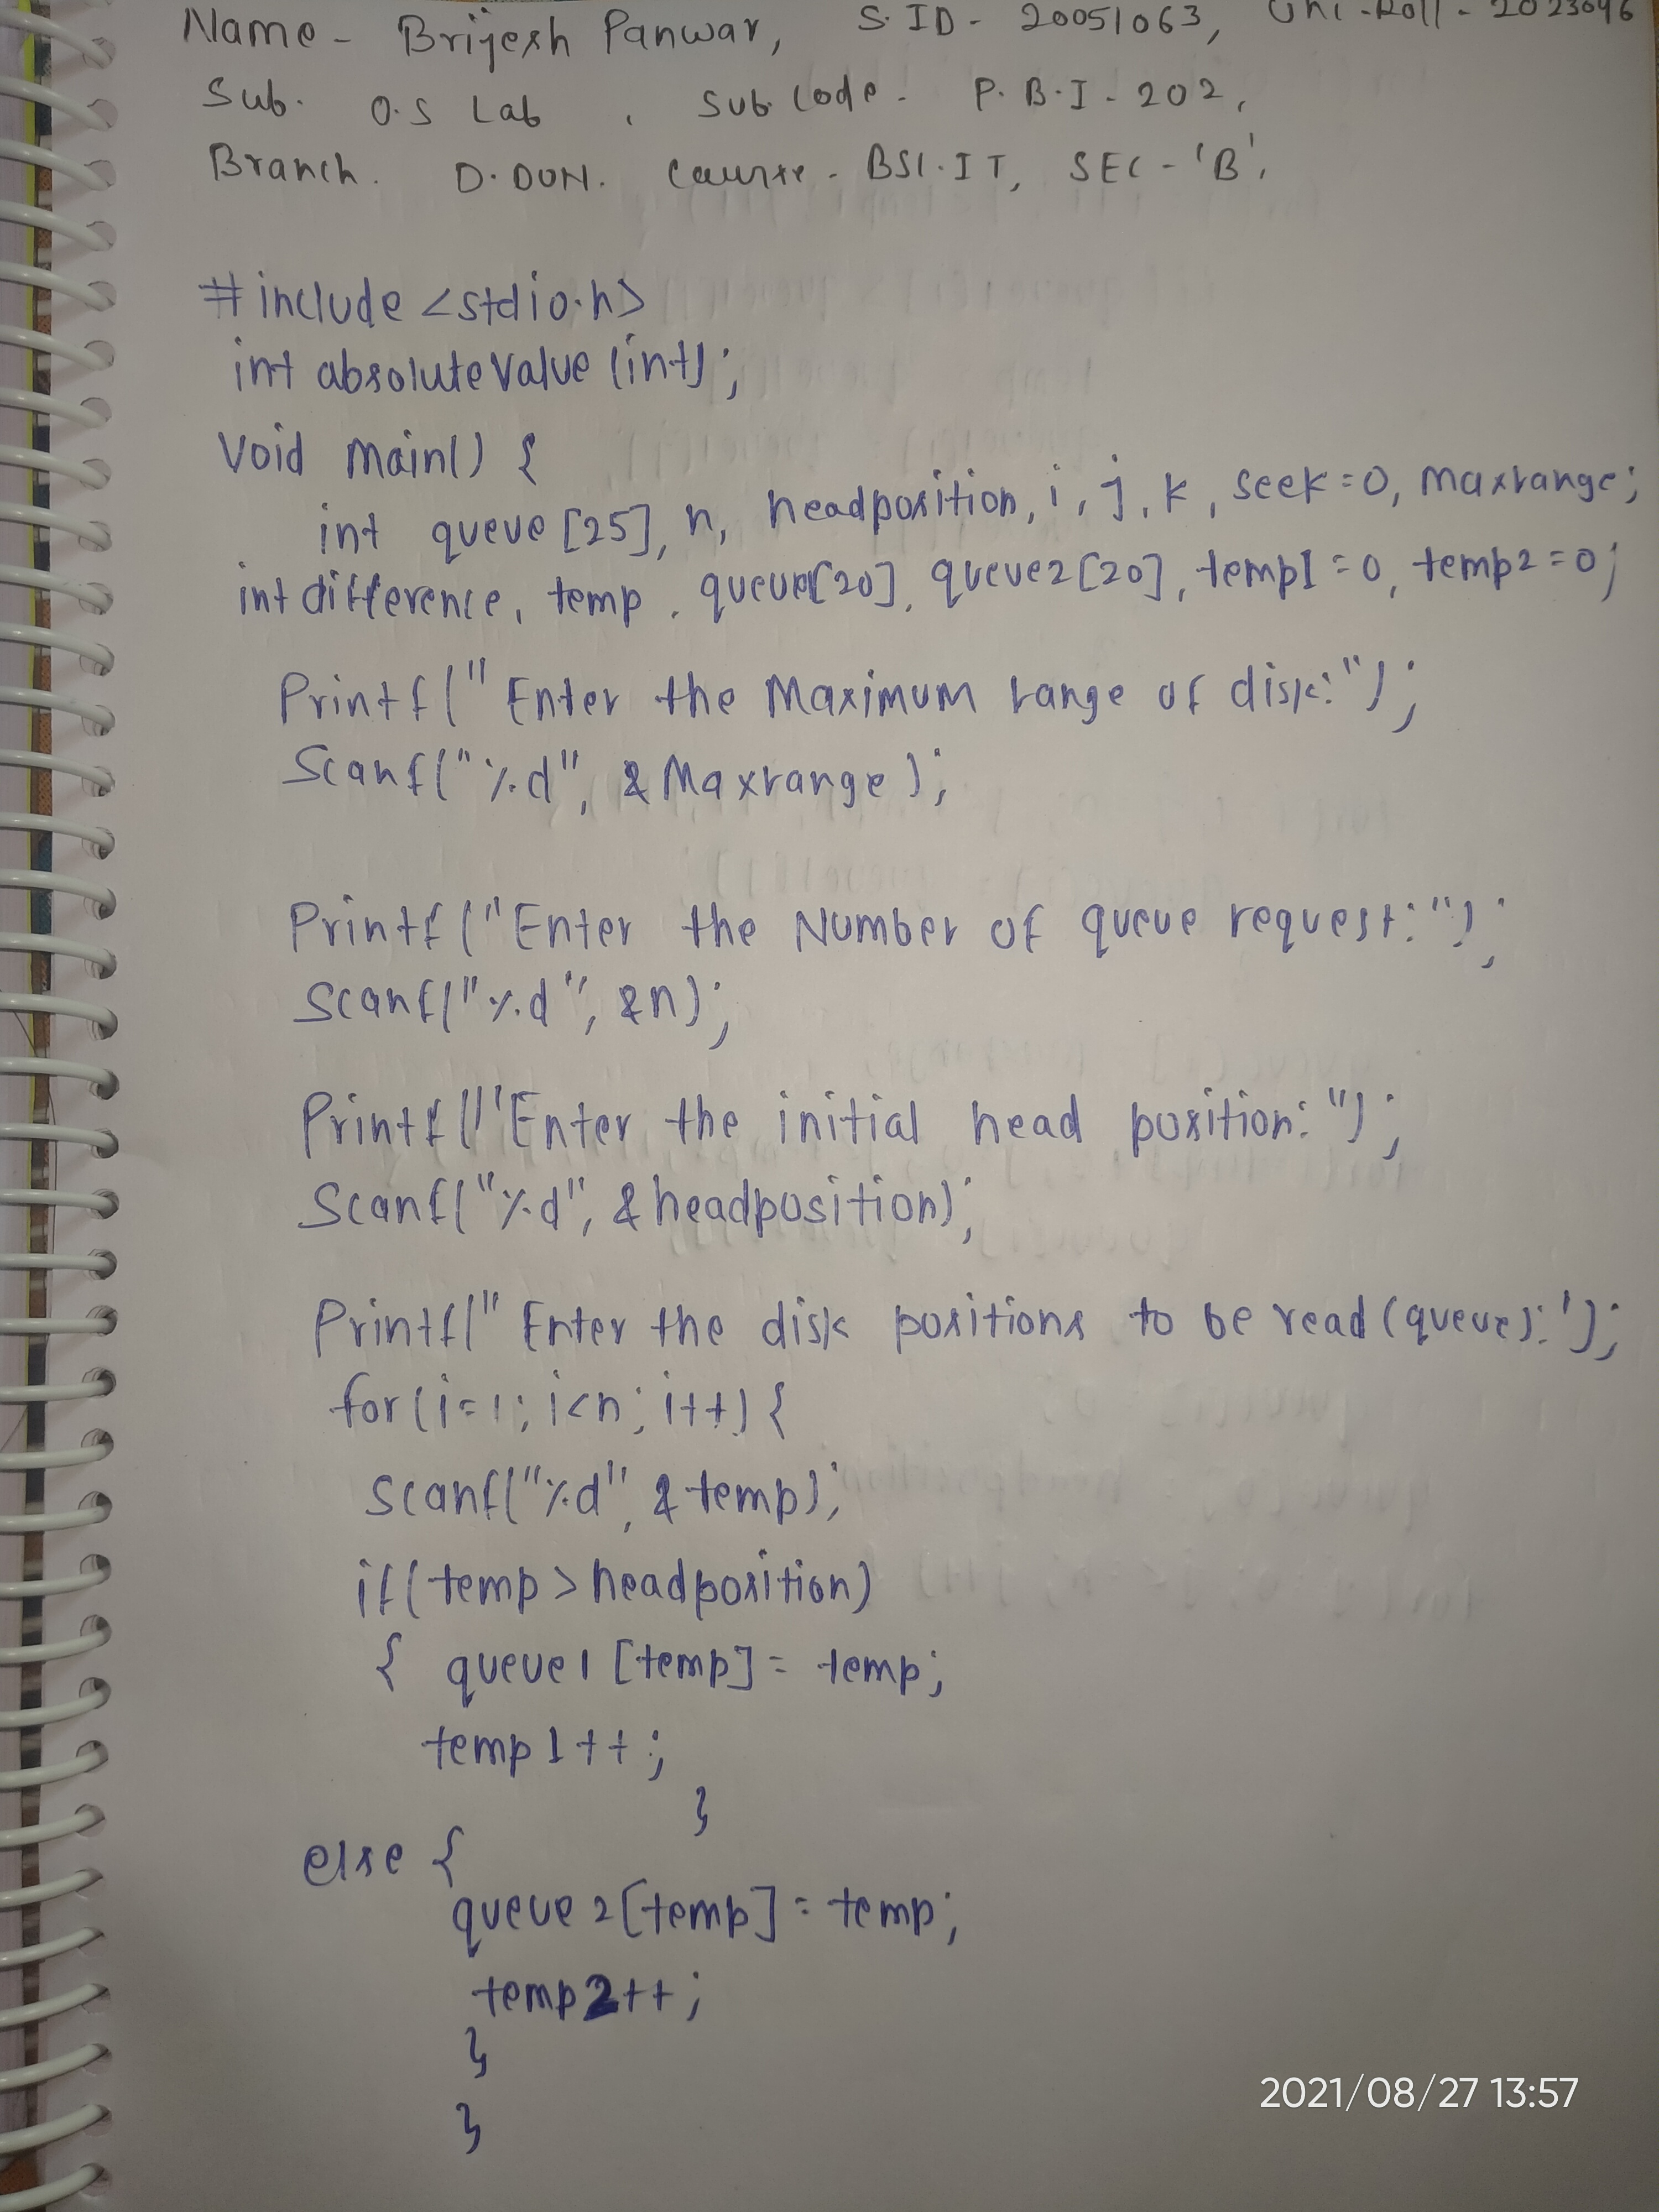 Name - Brijesh Panwar, S.ID - 20051063, Uni-Roll - 2023046
Sub. O.S Lab, Sub Code - P.B.I - 202,
Branch. D.DUN. Course - BSC.IT, SEC - 'B',
#include <stdio.h>
int absoluteValue (int);
Void main() {
int queue [25], n, headposition, i, j, k, seek=0, maxrange;
int difference, temp, queue1[20], queue2[20], temp1=0, temp2=0;
Printf(" Enter the Maximum range of disk:");
Scanf("%d", &Maxrange);
Printf("Enter the Number of queue request:");
Scanf("%d", &n);
Printf("Enter the initial head position:");
Scanf("%d", &headposition);
Printf(" Enter the disk positions to be read (queue):');
for (i=1; i<n; i++) {
Scanf("%d", &temp);
if (temp > headposition)
{ queue1 [temp] = temp;
temp1++;
}
else {
queue2[temp] = temp;
temp2++;
}
}
2021/08/27 13:57